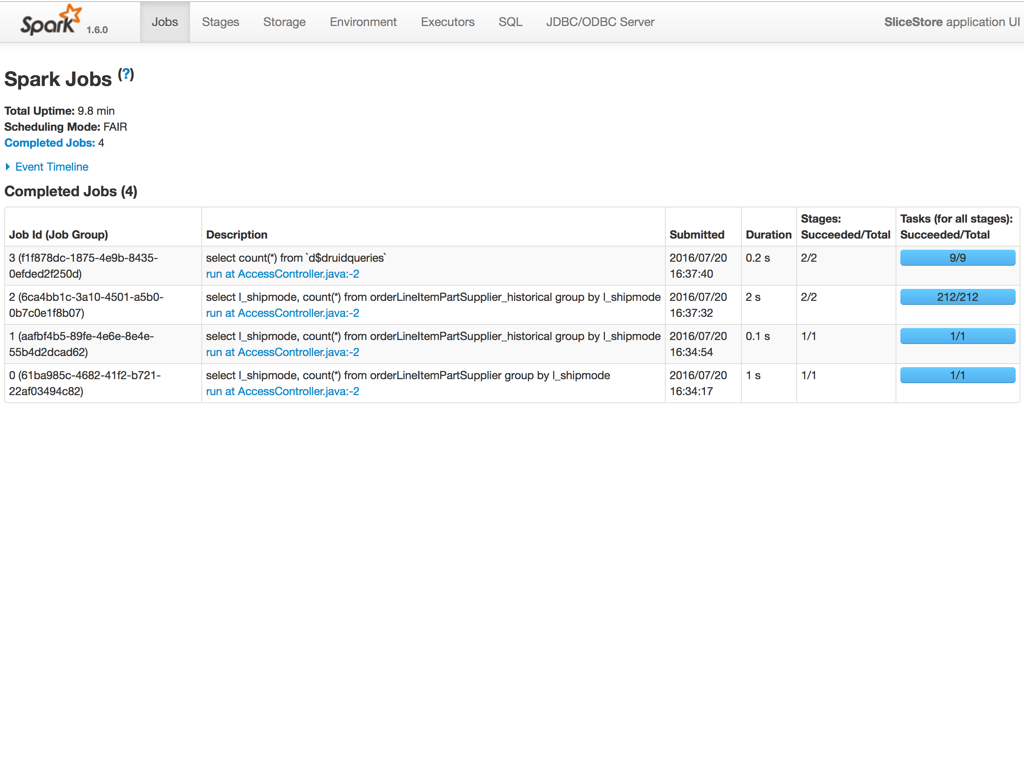 Spark 1.6.0 Jobs Stages Storage Environment Executors SQL JDBC/ODBC Server SliceStore application UI
Spark Jobs (?)
Total Uptime: 9.8 min
Scheduling Mode: FAIR
Completed Jobs: 4
Event Timeline
Completed Jobs (4)
Job Id (Job Group) Description Submitted Duration Stages: Succeeded/Total Tasks (for all stages): Succeeded/Total
3 (f1f878dc-1875-4e9b-8435- select count(*) from `d$druidqueries` 2016/07/20 0.2 s 2/2 9/9
0efded2f250d) run at AccessController.java:-2 16:37:40
2 (6ca4bb1c-3a10-4501-a5b0- select l_shipmode, count(*) from orderLineItemPartSupplier_historical group by l_shipmode 2016/07/20 2 s 2/2 212/212
0b7c0e1f8b07) run at AccessController.java:-2 16:37:32
1 (aafbf4b5-89fe-4e6e-8e4e- select l_shipmode, count(*) from orderLineItemPartSupplier_historical group by l_shipmode 2016/07/20 0.1 s 1/1 1/1
55b4d2dcad62) run at AccessController.java:-2 16:34:54
0 (61ba985c-4682-41f2-b721- select l_shipmode, count(*) from orderLineItemPartSupplier group by l_shipmode 2016/07/20 1 s 1/1 1/1
22af03494c82) run at AccessController.java:-2 16:34:17